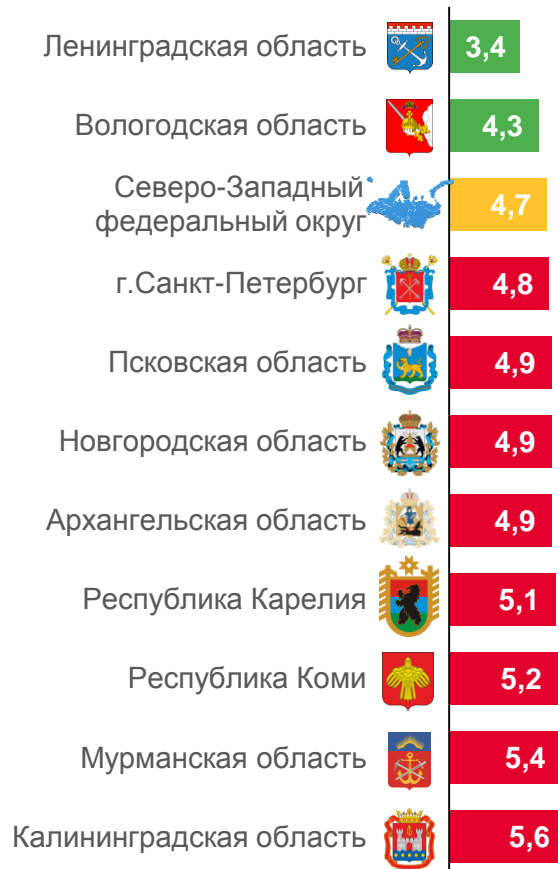 Ленинградская область 3,4
Вологодская область 4,3
Северо-Западный
федеральный округ 4,7
г.Санкт-Петербург 4,8
Псковская область 4,9
Новгородская область 4,9
Архангельская область 4,9
Республика Карелия 5,1
Республика Коми 5,2
Мурманская область 5,4
Калининградская область 5,6